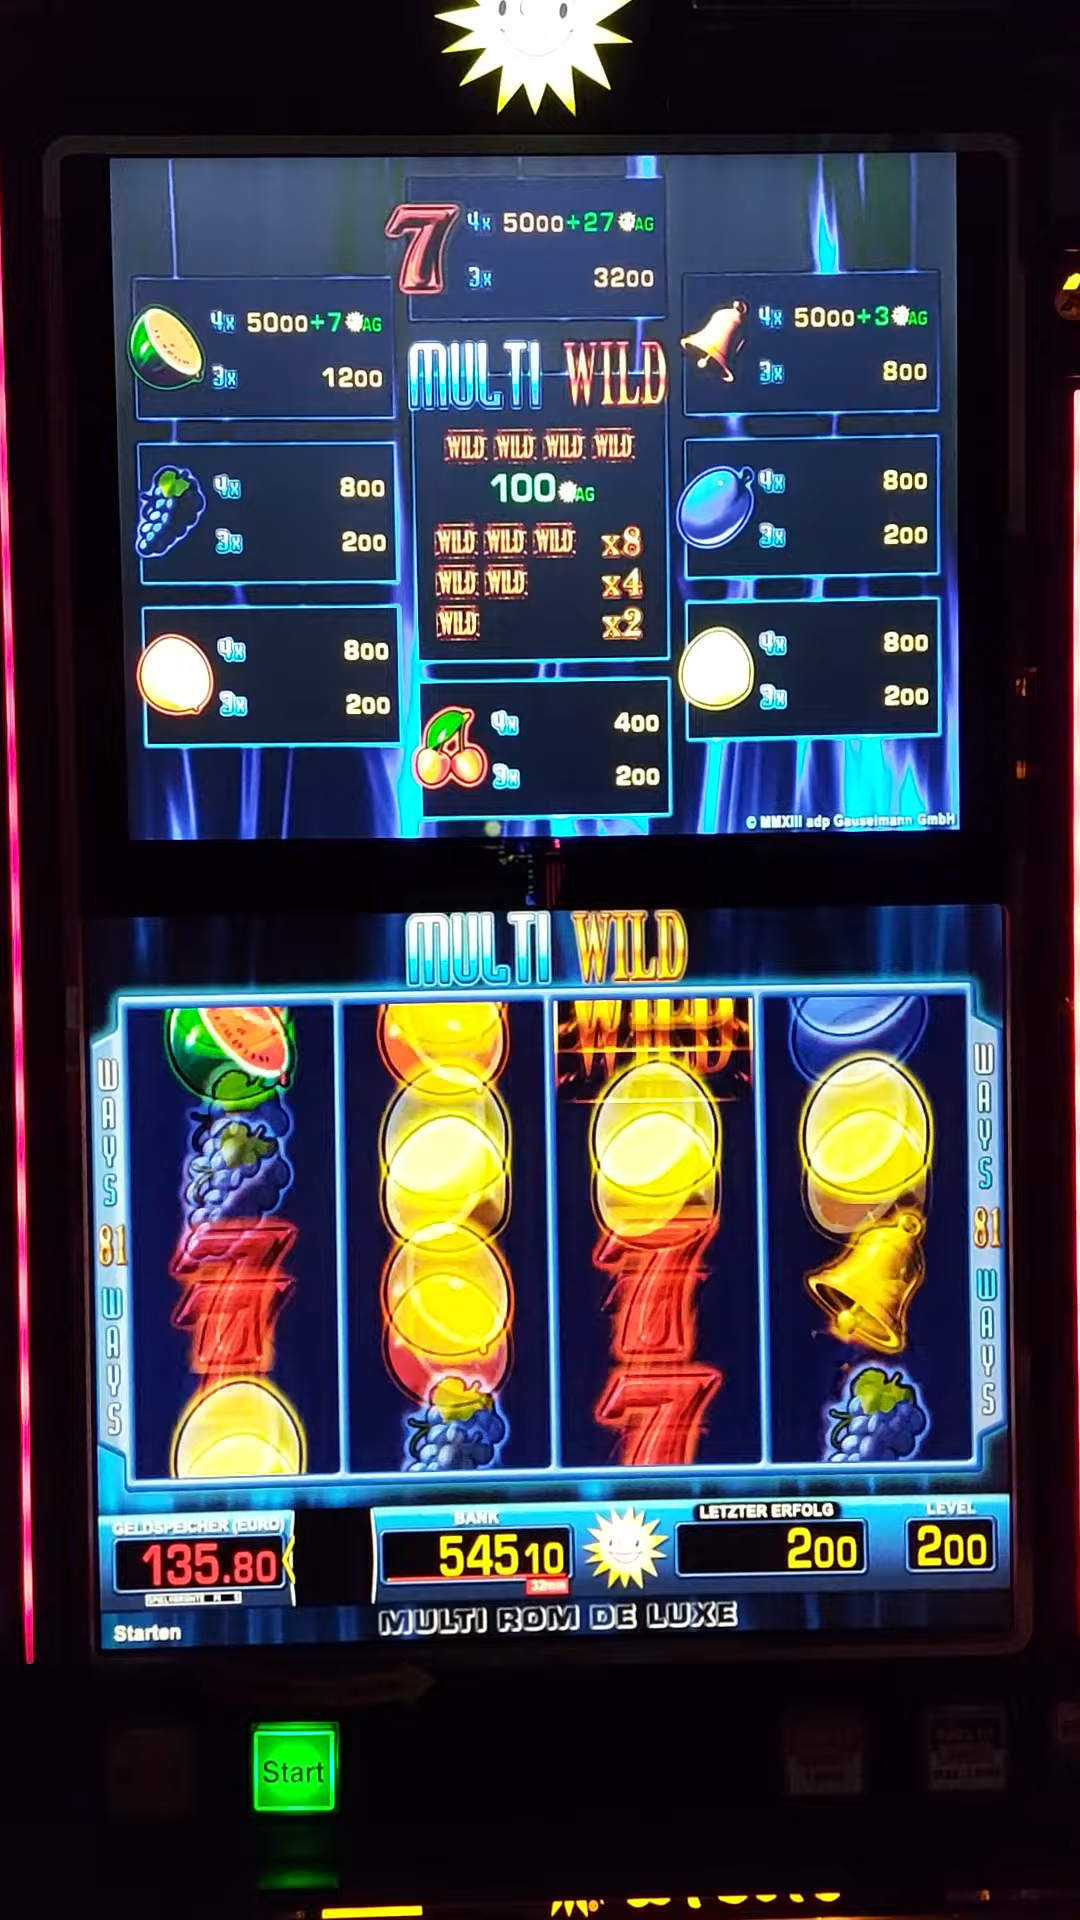 4x 5000+27 AG
3x 3200
4x 5000+7 AG
3x 1200
4x 5000+3 AG
3x 800
MULTI WILD
WILD WILD WILD WILD
100 AG
WILD WILD WILD x8
WILD WILD x4
WILD x2
4x 800
3x 200
4x 800
3x 200
4x 800
3x 200
4x 800
3x 200
4x 400
3x 200
© MMXIII adp Gauselmann GmbH
MULTI WILD
WILD
WAYS 81 WAYS
WAYS 81 WAYS
GELDSPEICHER (EURO)
135.80
BANK
54510
32min
LETZTER ERFOLG
200
LEVEL
200
MULTI ROM DE LUXE
Starten
Start